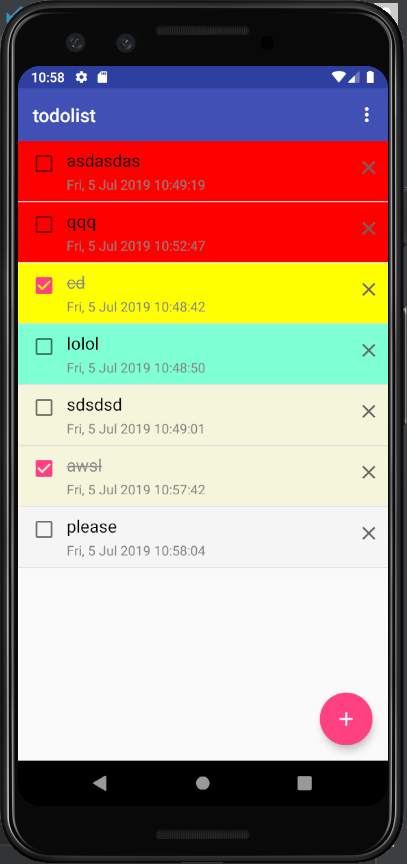 10:58
todolist
asdasdas
Fri, 5 Jul 2019 10:49:19
qqq
Fri, 5 Jul 2019 10:52:47
cd
Fri, 5 Jul 2019 10:48:42
lolol
Fri, 5 Jul 2019 10:48:50
sdsdsd
Fri, 5 Jul 2019 10:49:01
awsl
Fri, 5 Jul 2019 10:57:42
please
Fri, 5 Jul 2019 10:58:04